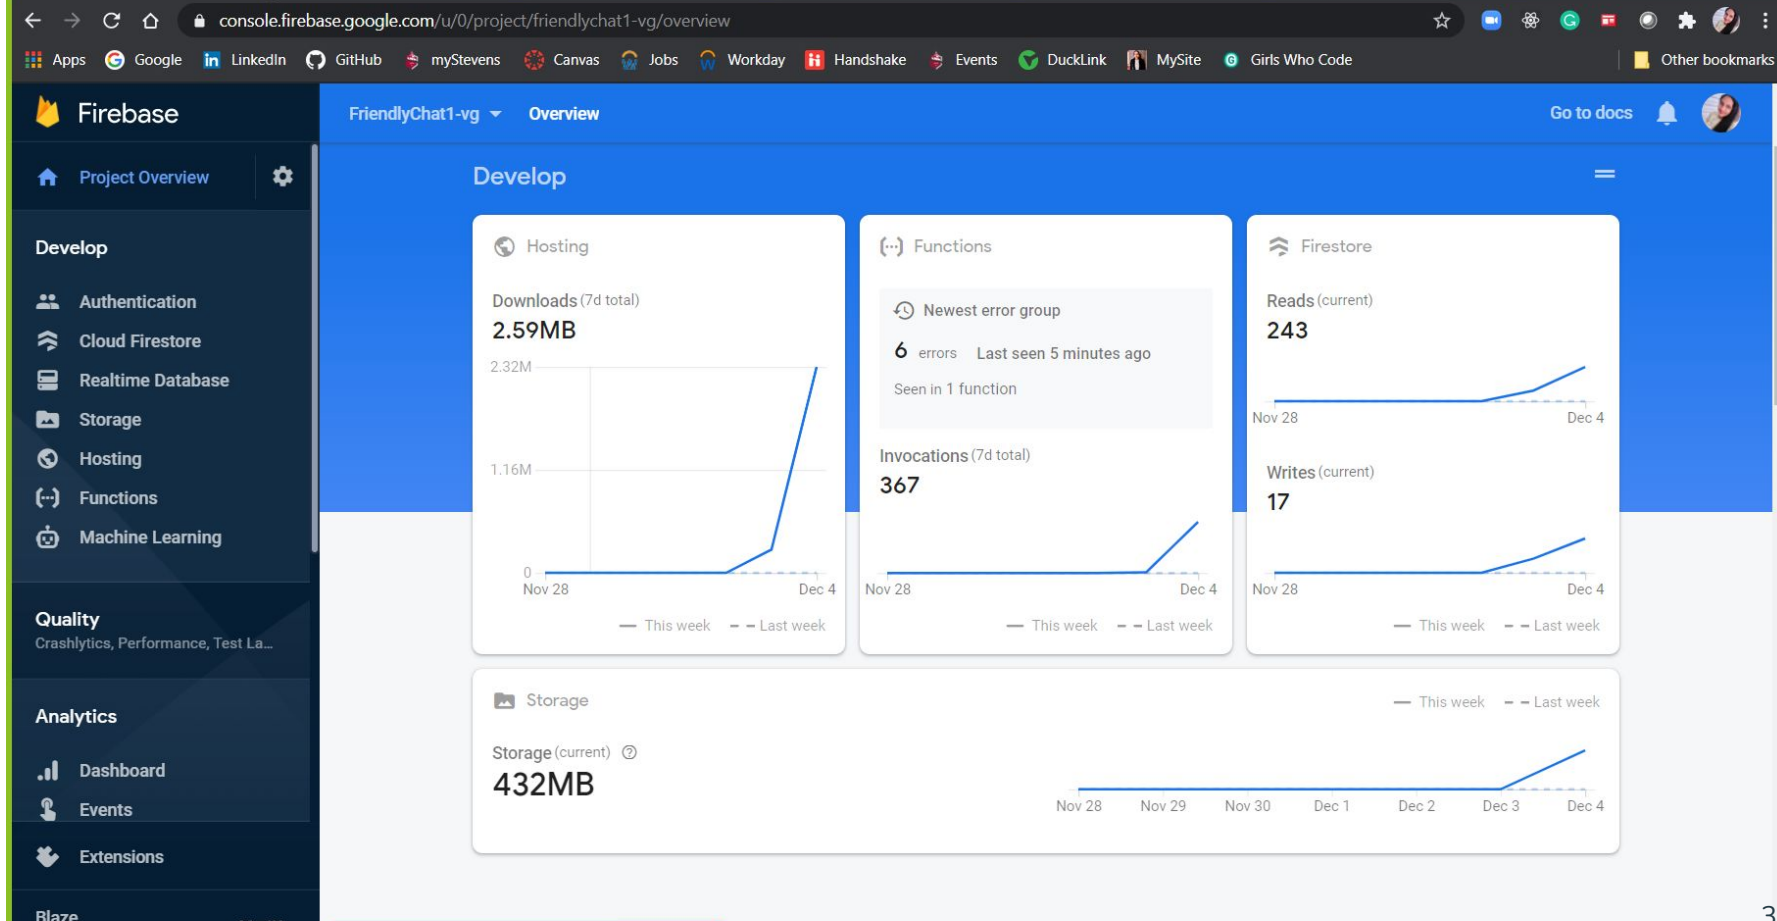 console.firebase.google.com/u/0/project/friendlychat1-vg/overview
Apps Google LinkedIn GitHub myStevens Canvas Jobs Workday Handshake Events DuckLink MySite Girls Who Code Other bookmarks
Firebase
FriendlyChat1-vg Overview Go to docs
Project Overview
Develop
Authentication
Cloud Firestore
Realtime Database
Storage
Hosting
Functions
Machine Learning
Quality
Crashlytics, Performance, Test La...
Analytics
Dashboard
Events
Extensions
Blaze
Develop
Hosting
Downloads (7d total)
2.59MB
2.32M
1.16M
0
Nov 28 Dec 4
This week Last week
Functions
Newest error group
6 errors Last seen 5 minutes ago
Seen in 1 function
Invocations (7d total)
367
Nov 28 Dec 4
This week Last week
Firestore
Reads (current)
243
Nov 28 Dec 4
Writes (current)
17
Nov 28 Dec 4
This week Last week
Storage
This week Last week
Storage (current)
432MB
Nov 28 Nov 29 Nov 30 Dec 1 Dec 2 Dec 3 Dec 4